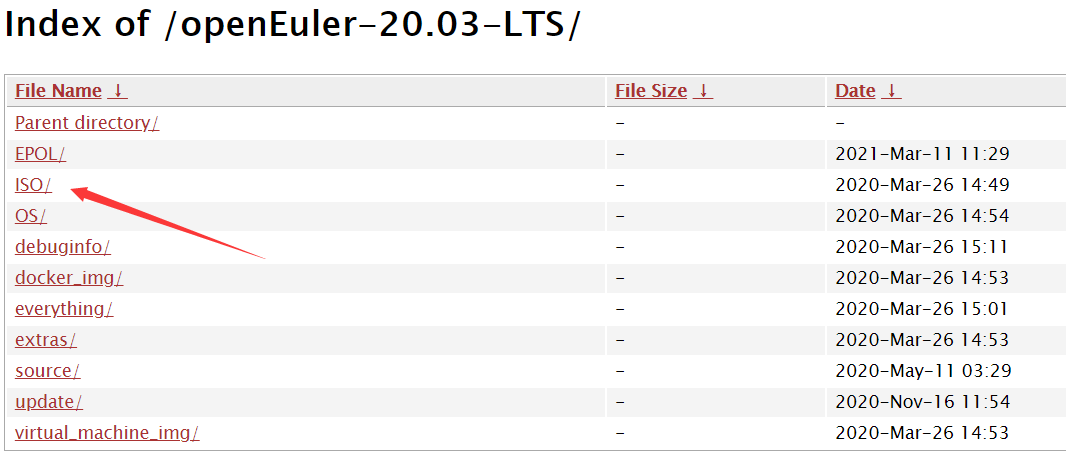 Index of /openEuler-20.03-LTS/
File Name ↓ File Size ↓ Date ↓
Parent directory/ - -
EPOL/ - 2021-Mar-11 11:29
ISO/ - 2020-Mar-26 14:49
OS/ - 2020-Mar-26 14:54
debuginfo/ - 2020-Mar-26 15:11
docker_img/ - 2020-Mar-26 14:53
everything/ - 2020-Mar-26 15:01
extras/ - 2020-Mar-26 14:53
source/ - 2020-May-11 03:29
update/ - 2020-Nov-16 11:54
virtual_machine_img/ - 2020-Mar-26 14:53